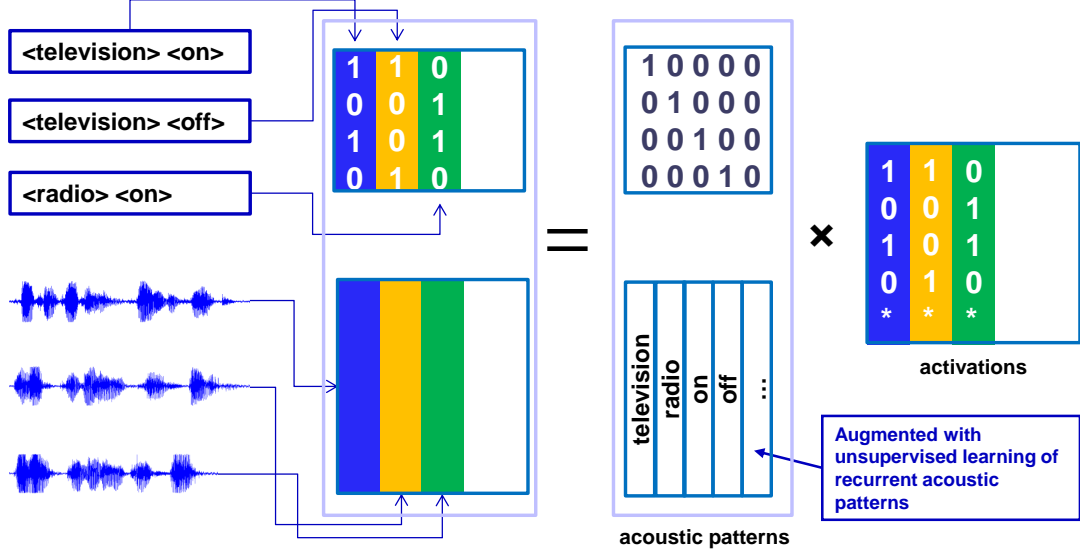 <television> <on>
<television> <off>
<radio> <on>
1 1 0
0 0 1
1 0 1
0 1 0
=
1 0 0 0 0
0 1 0 0 0
0 0 1 0 0
0 0 0 1 0
×
1 1 0
0 0 1
1 0 1
0 1 0
* * *
activations
television
radio
on
off
...
acoustic patterns
Augmented with
unsupervised learning of
recurrent acoustic
patterns